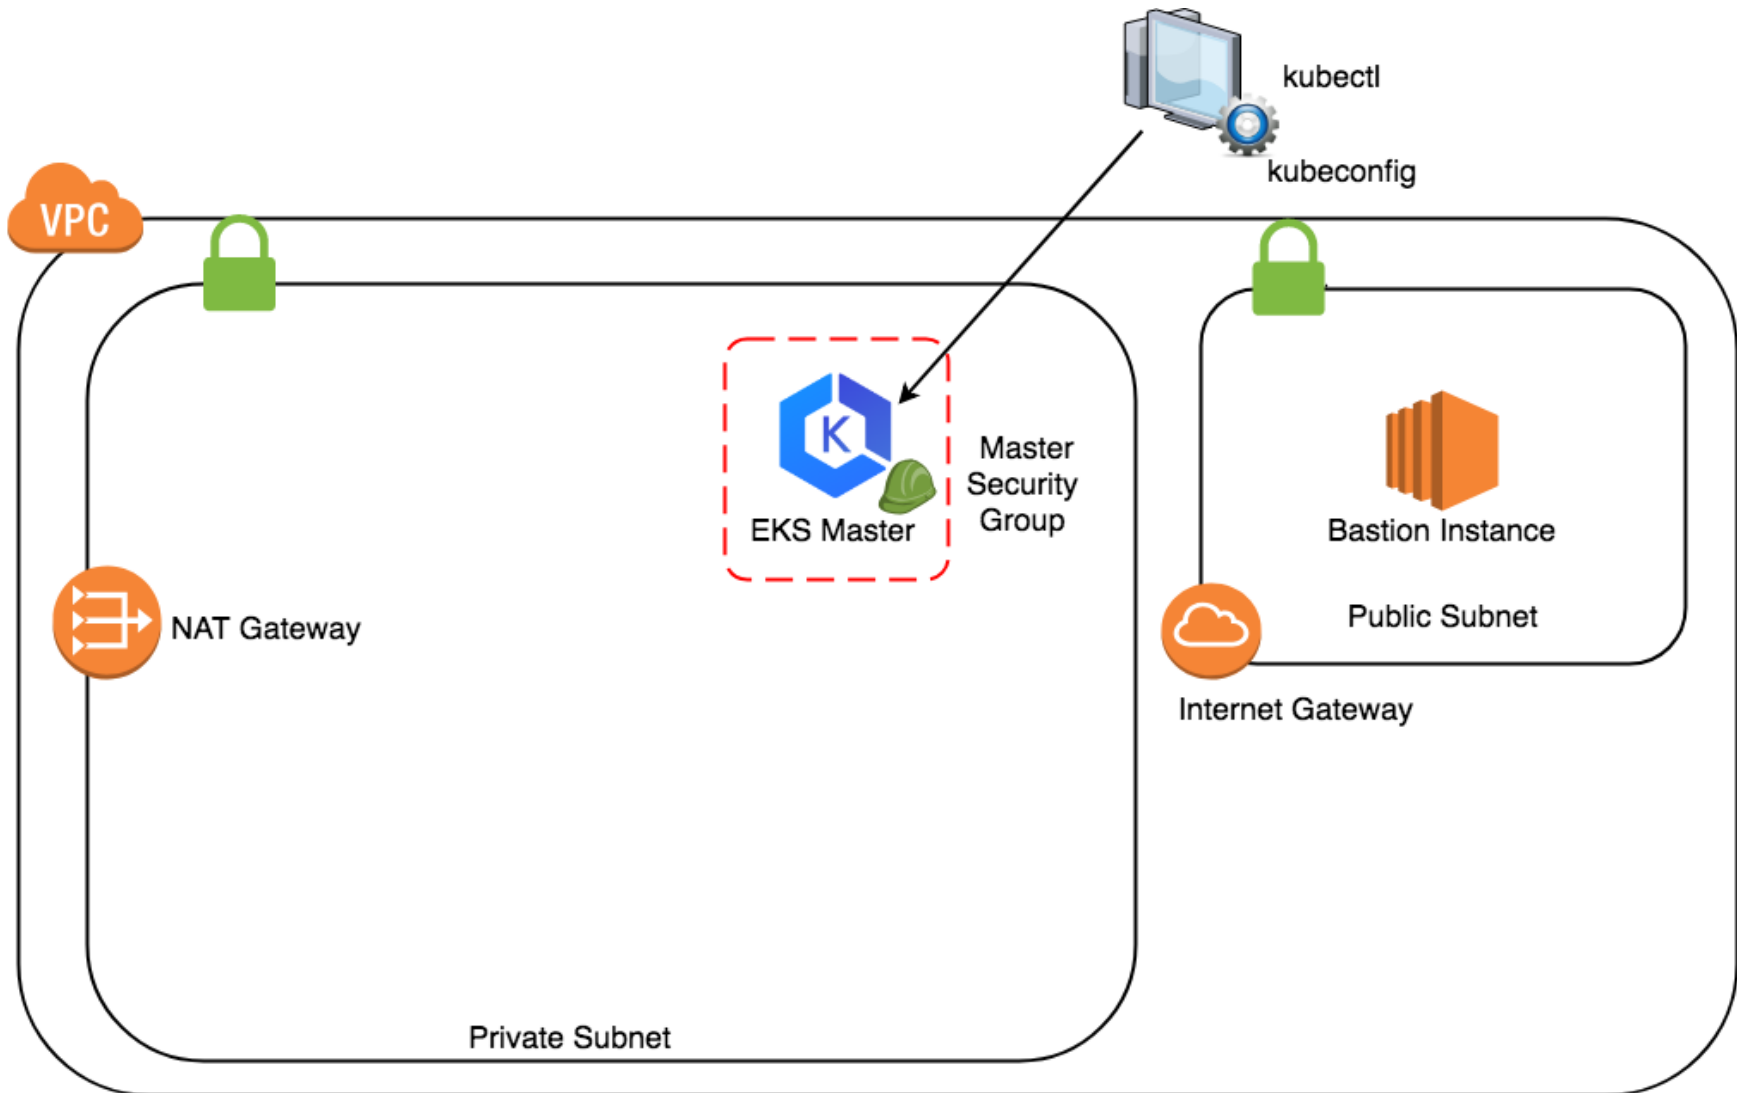 kubectl
kubeconfig
VPC
K
EKS Master
Master
Security
Group
Bastion Instance
Public Subnet
NAT Gateway
Internet Gateway
Private Subnet